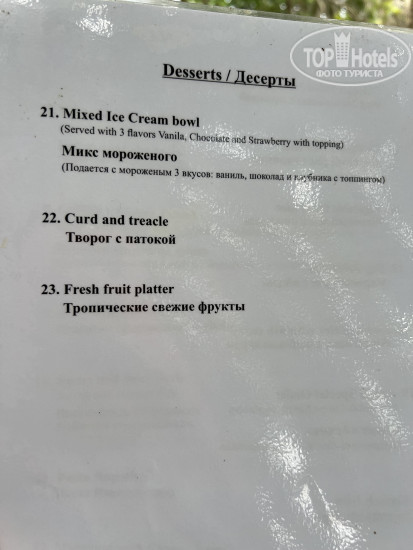 TOP Hotels
ФОТО ТУРИСТА
Desserts / Десерты
21. Mixed Ice Cream bowl
(Served with 3 flavors Vanila, Chocolate and Strawberry with topping)
Микс мороженого
(Подается с мороженым 3 вкусов: ваниль, шоколад и клубника с топпингом)
22. Curd and treacle
Творог с патокой
23. Fresh fruit platter
Тропические свежие фрукты